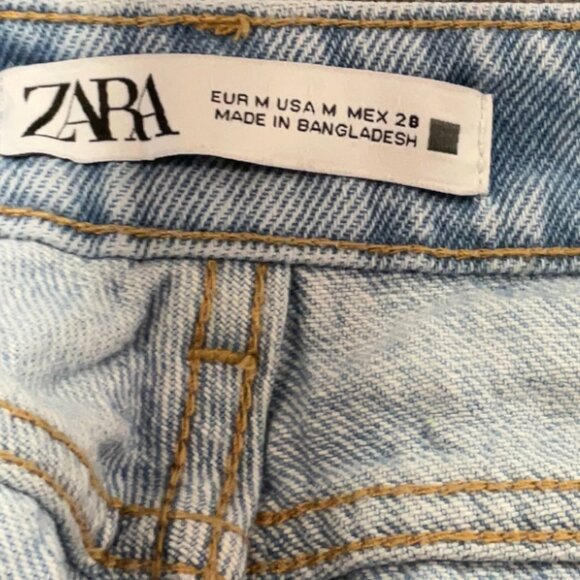 ZARA
EUR M USA M MEX 28
MADE IN BANGLADESH